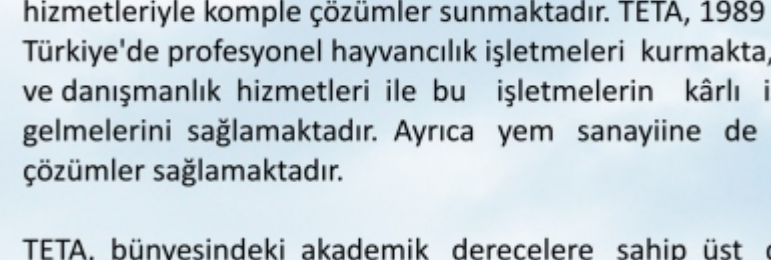 hizmetleriyle komple çözümler sunmaktadır. TETA, 1989
Türkiye'de profesyonel hayvancılık işletmeleri kurmakta,
ve danışmanlık hizmetleri ile bu işletmelerin kârlı
gelmelerini sağlamaktadır. Ayrıca yem sanayiine de
çözümler sağlamaktadır.
TETA, bünyesindeki akademik derecelere sahip üst